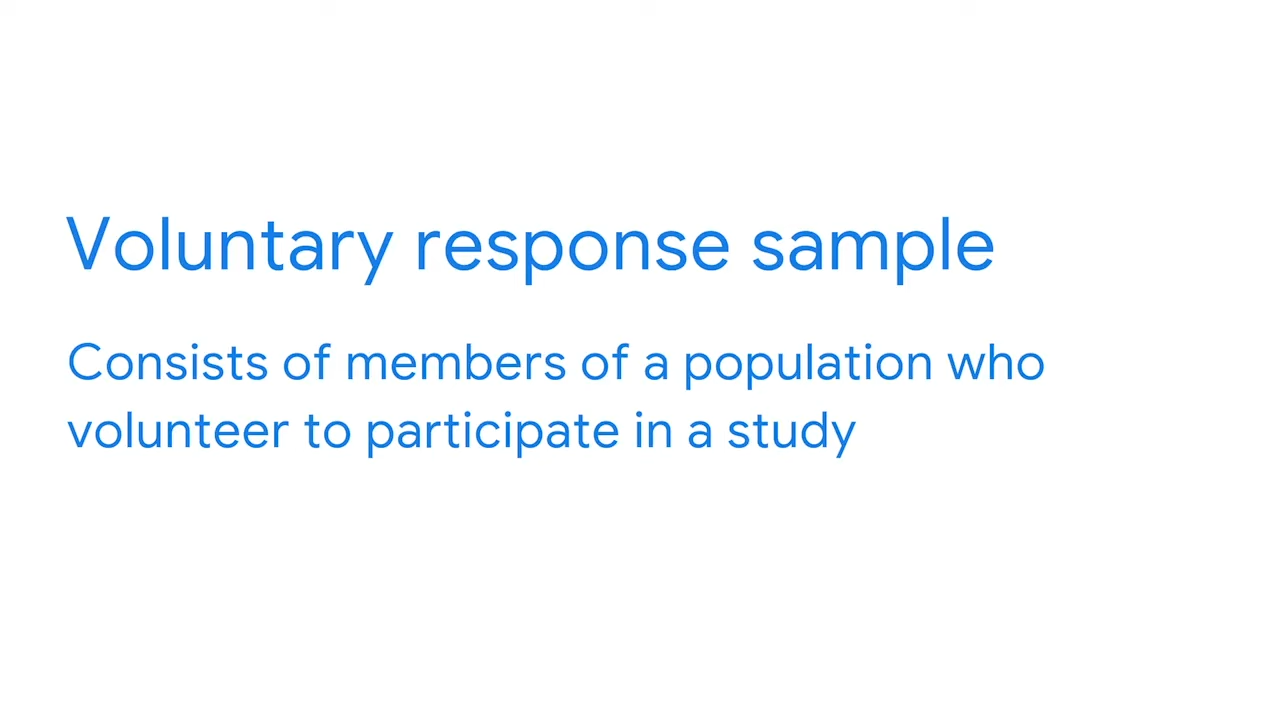 Voluntary response sample
Consists of members of a population who
volunteer to participate in a study